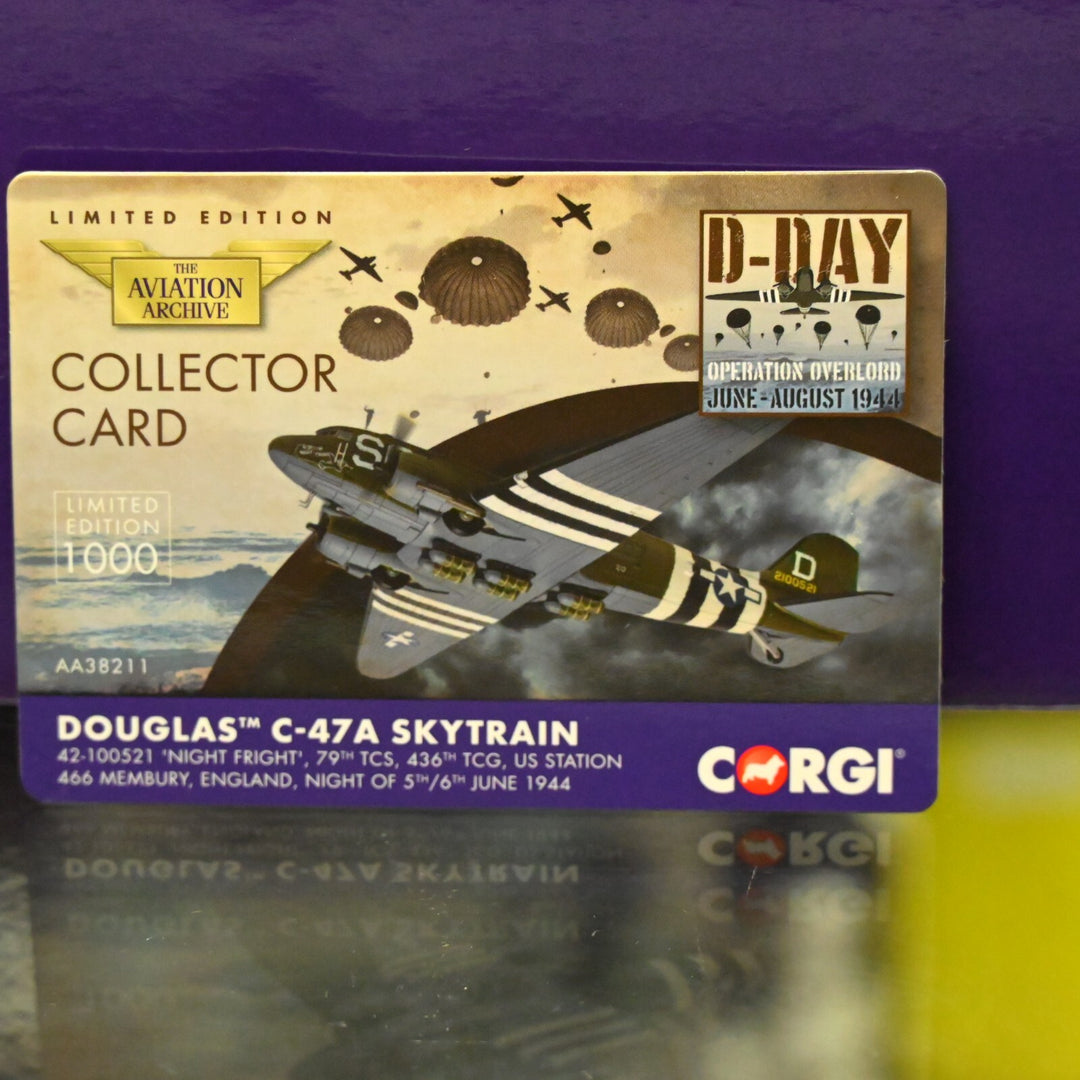 LIMITED EDITION
THE
AVIATION
ARCHIVE
COLLECTOR
CARD
LIMITED
EDITION
1000
AA38211
D-DAY
OPERATION OVERLORD
JUNE-AUGUST 1944
S
D
2100521
DOUGLAS™ C-47A SKYTRAIN
42-100521 'NIGHT FRIGHT', 79TH TCS, 436TH TCG, US STATION
466 MEMBURY, ENGLAND, NIGHT OF 5TH/6TH JUNE 1944
CORGI®